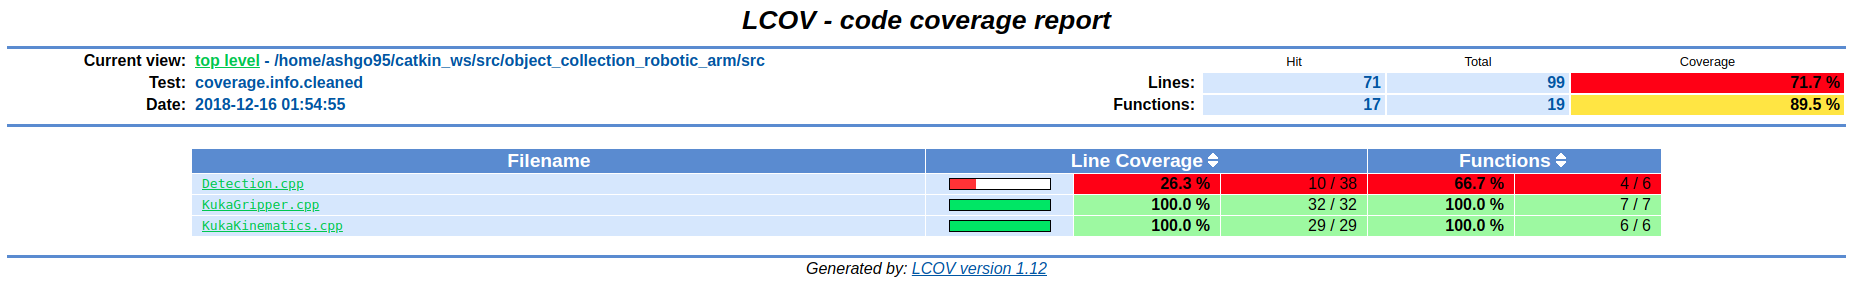 LCOV - code coverage report
Current view: top level - /home/ashgo95/catkin_ws/src/object_collection_robotic_arm/src Hit Total Coverage
Test: coverage.info.cleaned Lines: 71 99 71.7 %
Date: 2018-12-16 01:54:55 Functions: 17 19 89.5 %
Filename Line Coverage Functions
Detection.cpp 26.3 % 10 / 38 66.7 % 4 / 6
KukaGripper.cpp 100.0 % 32 / 32 100.0 % 7 / 7
KukaKinematics.cpp 100.0 % 29 / 29 100.0 % 6 / 6
Generated by: LCOV version 1.12